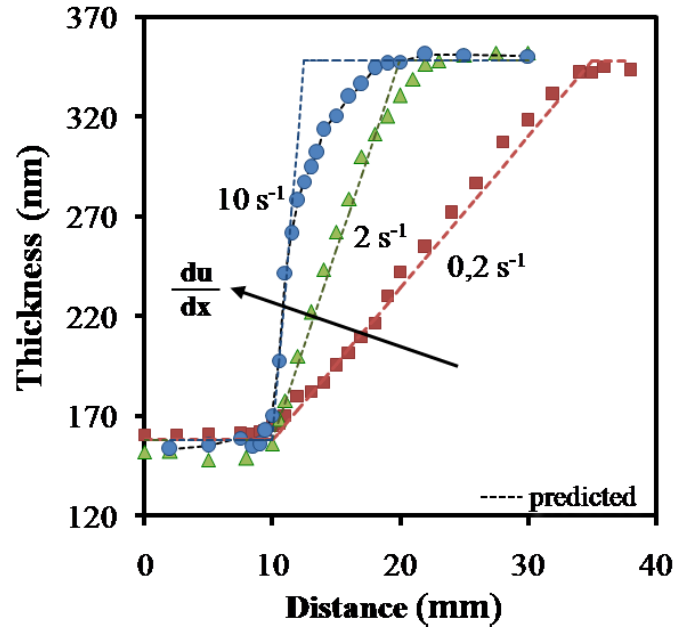 370
320
270
220
170
120
Thickness (nm)
10 s⁻¹
2 s⁻¹
0,2 s⁻¹
du
dx
predicted
0
10
20
30
40
Distance (mm)